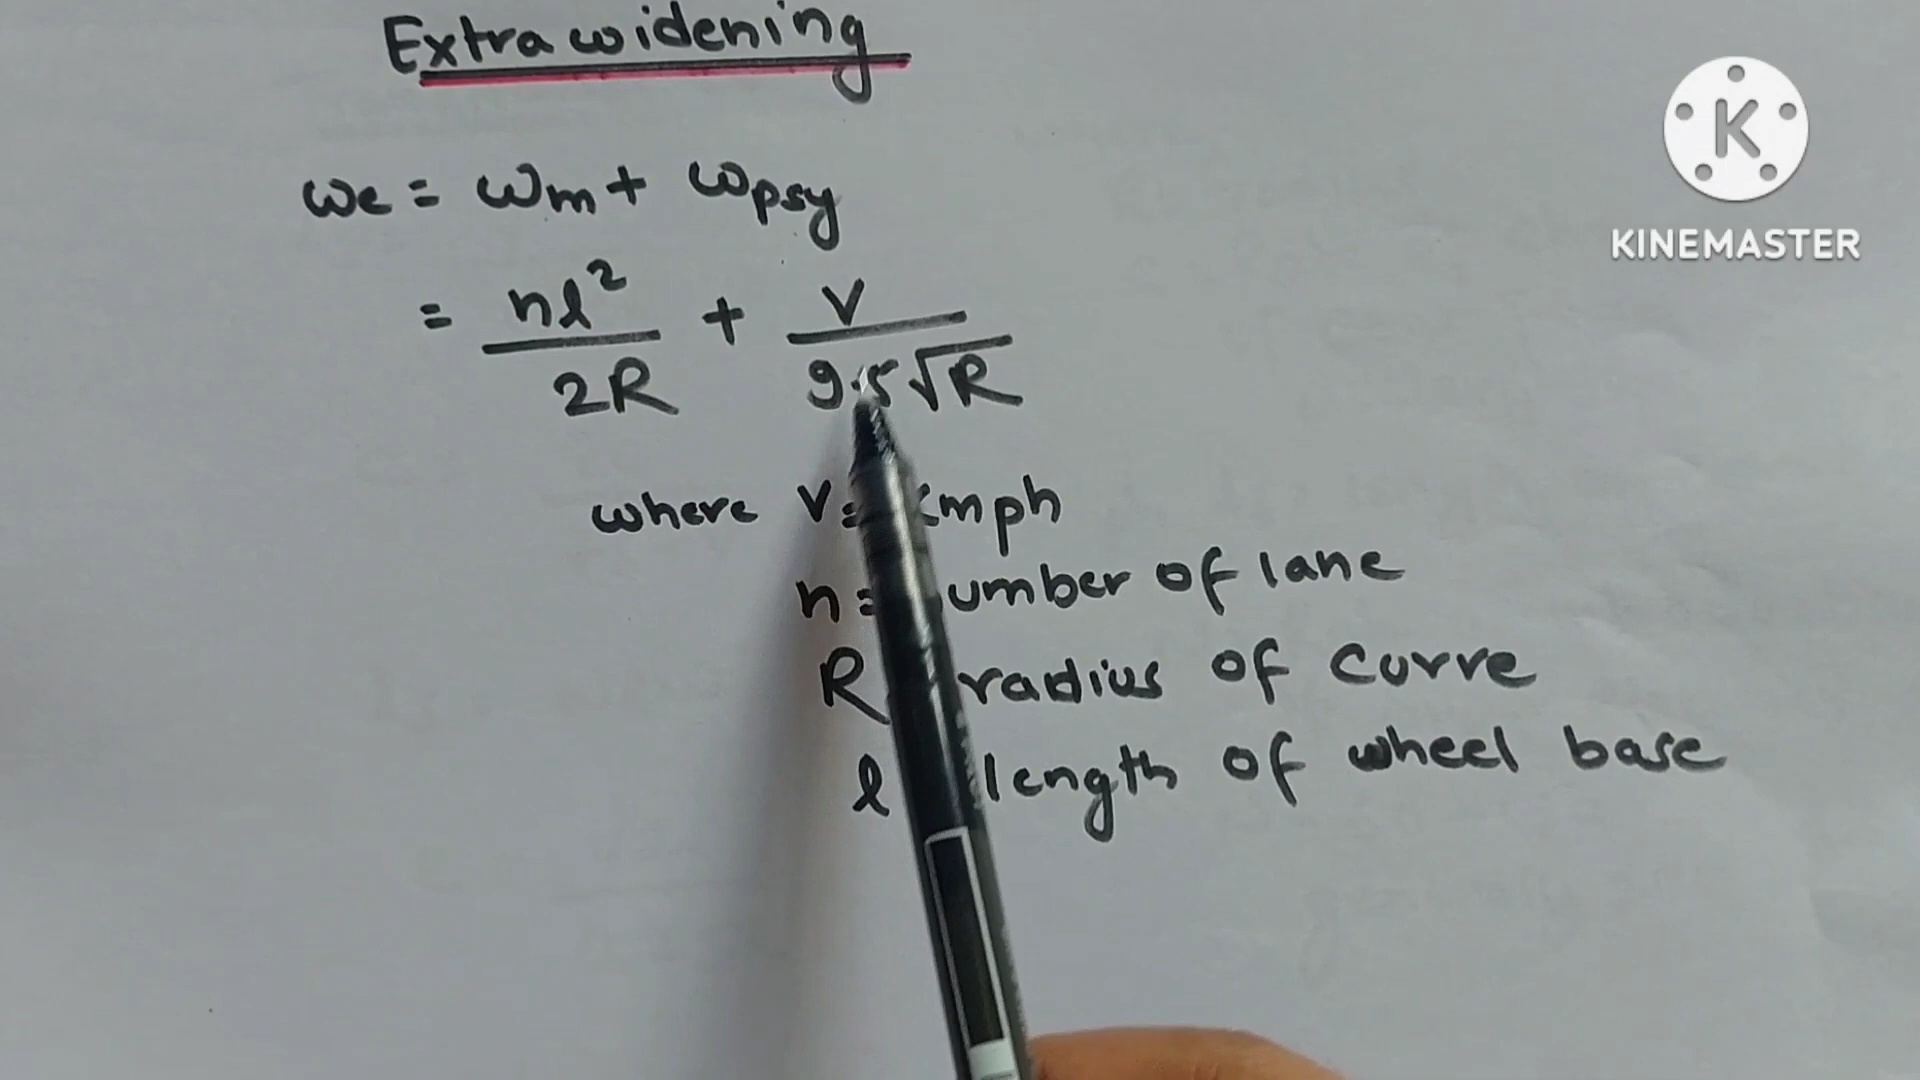 Extra widening
We = Wm + Wpsy
= nl² / 2R + V / 9.5√R
where V = kmph
n = number of lane
R radius of curve
l length of wheel base
K
KINEMASTER